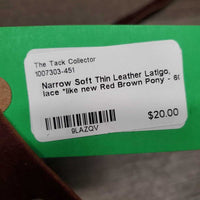 The Tack Collector
1007303-451
Narrow Soft Thin Leather Latigo,
lace "like new Red Brown Pony - 60
9LAZQV
$20.00